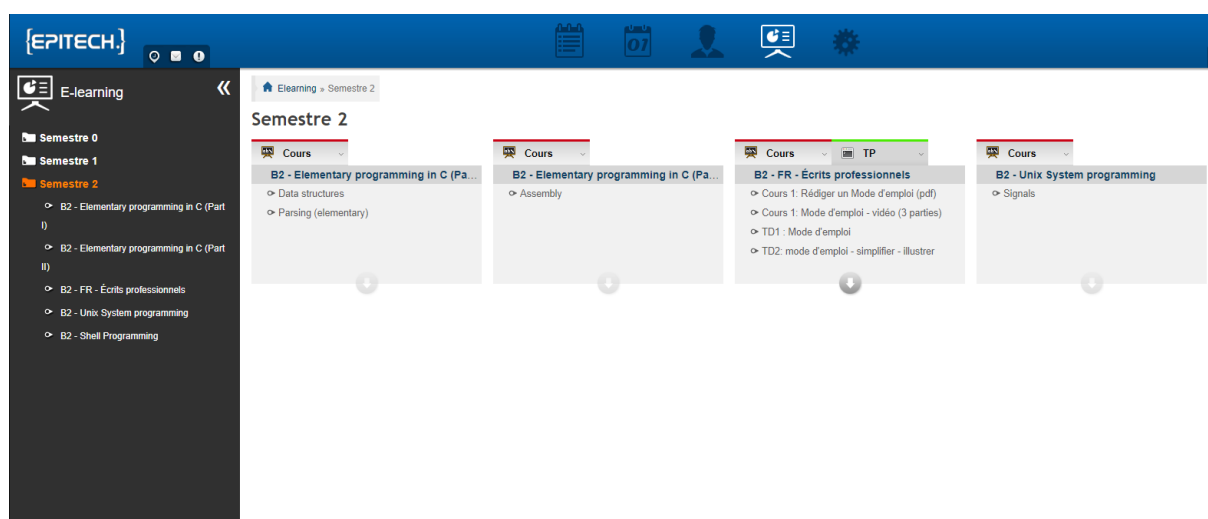 {EPITECH.}
01
E-learning
Semestre 0
Semestre 1
Semestre 2
B2 - Elementary programming in C (Part
I)
B2 - Elementary programming in C (Part
II)
B2 - FR - Écrits professionnels
B2 - Unix System programming
B2 - Shell Programming
Elearning » Semestre 2
Semestre 2
Cours
B2 - Elementary programming in C (Pa...
Data structures
Parsing (elementary)
Cours
B2 - Elementary programming in C (Pa...
Assembly
Cours
TP
B2 - FR - Écrits professionnels
Cours 1: Rédiger un Mode d'emploi (pdf)
Cours 1: Mode d'emploi - vidéo (3 parties)
TD1 : Mode d'emploi
TD2: mode d'emploi - simplifier - illustrer
Cours
B2 - Unix System programming
Signals